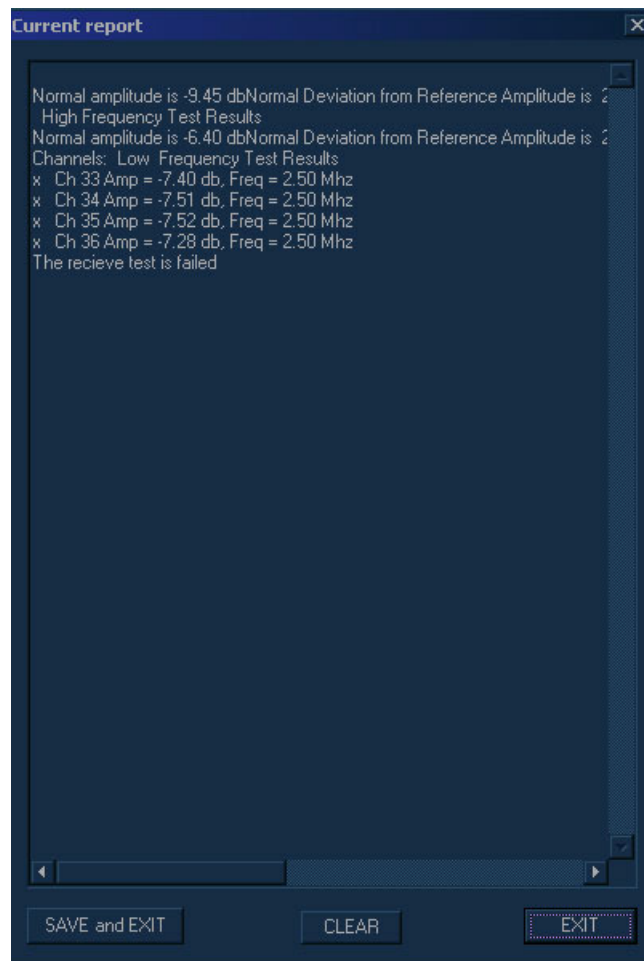 Current report
Normal amplitude is -9.45 dbNormal Deviation from Reference Amplitude is 2
High Frequency Test Results
Normal amplitude is -6.40 dbNormal Deviation from Reference Amplitude is 2
Channels: Low Frequency Test Results
x Ch 33 Amp = -7.40 db, Freq = 2.50 Mhz
x Ch 34 Amp = -7.51 db, Freq = 2.50 Mhz
x Ch 35 Amp = -7.52 db, Freq = 2.50 Mhz
x Ch 36 Amp = -7.28 db, Freq = 2.50 Mhz
The recieve test is failed
SAVE and EXIT
CLEAR
EXIT